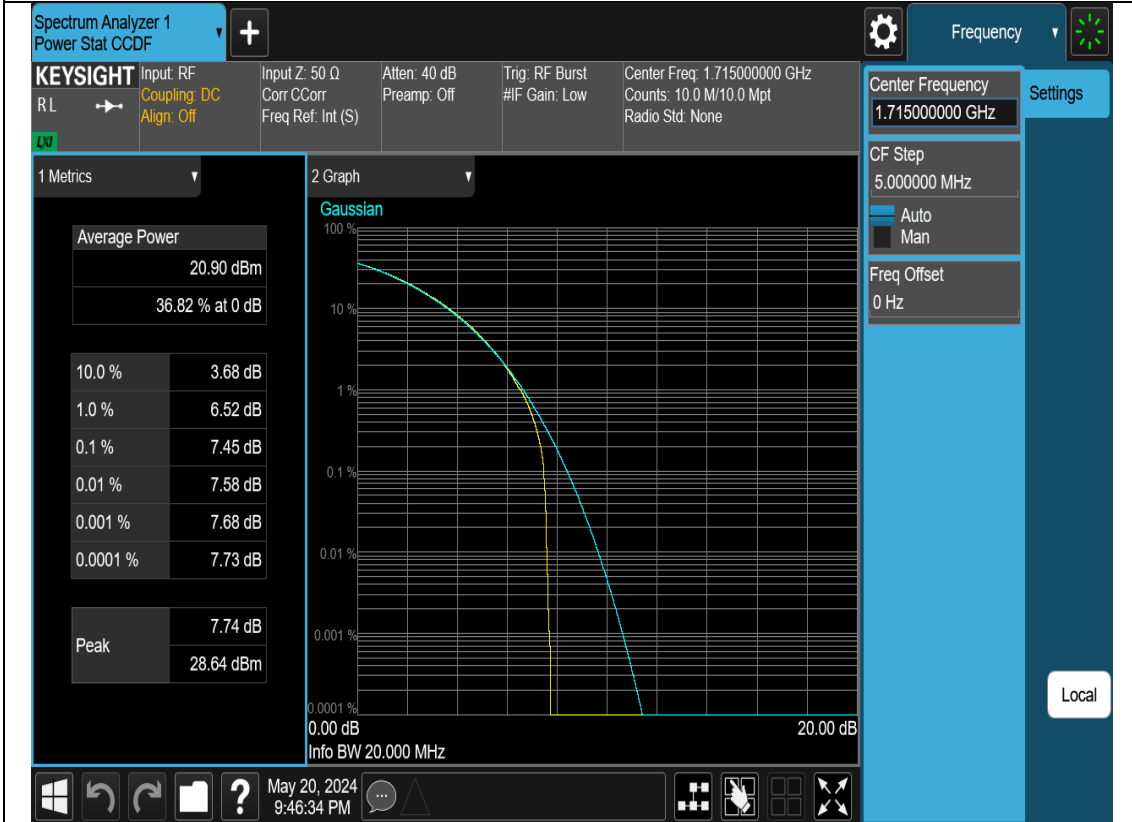 Spectrum Analyzer 1
Power Stat CCDF
+
Frequency
KEYSIGHT
RL
LXI
Input: RF
Coupling: DC
Align: Off
Input Z: 50 Ω
Corr CCorr
Freq Ref: Int (S)
Atten: 40 dB
Preamp: Off
Trig: RF Burst
#IF Gain: Low
Center Freq: 1.715000000 GHz
Counts: 10.0 M/10.0 Mpt
Radio Std: None
Center Frequency
1.715000000 GHz
Settings
CF Step
5.000000 MHz
Auto
Man
Freq Offset
0 Hz
Local
1 Metrics
Average Power
20.90 dBm
36.82 % at 0 dB
10.0 % 3.68 dB
1.0 % 6.52 dB
0.1 % 7.45 dB
0.01 % 7.58 dB
0.001 % 7.68 dB
0.0001 % 7.73 dB
Peak
7.74 dB
28.64 dBm
2 Graph
Gaussian
100 %
10 %
1 %
0.1 %
0.01 %
0.001 %
0.0001 %
0.00 dB 20.00 dB
Info BW 20.000 MHz
?
May 20, 2024
9:46:34 PM